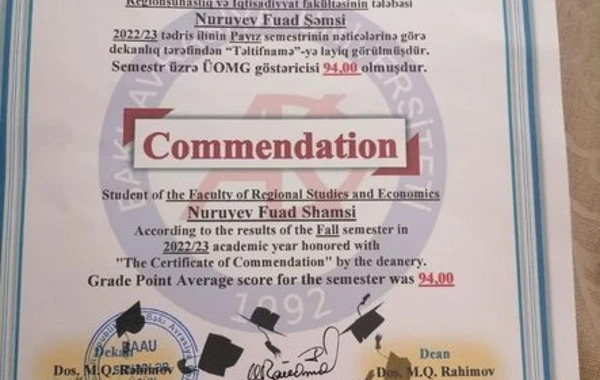 Regionşünaslıq və İqtisadiyyat fakültəsinin tələbəsi
Nuruyev Fuad Şəmsi
2022/23 tədris ilinin Payız semestrinin nəticələrinə görə
dekanlıq tərəfindən "Təltifnamə"-yə layiq görülmüşdür.
Semestr üzrə ÜOMG göstəricisi 94,00 olmuşdur.
Commendation
Student of the Faculty of Regional Studies and Economics
Nuruyev Fuad Shamsi
According to the results of the Fall semester in
2022/23 academic year honored with
"The Certificate of Commendation" by the deanery.
Grade Point Average score for the semester was 94,00
1992
BAAU
Dekan
Dos. M.Q. Rahimov
Dean
Dos. M.Q. Rahimov